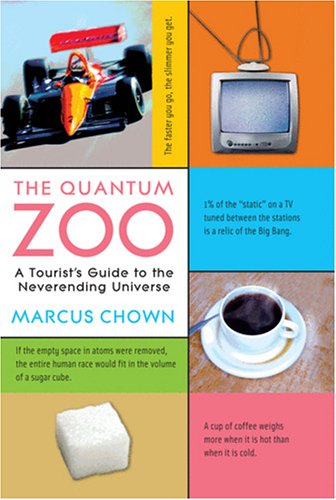 The faster you go, the slimmer you get.
THE QUANTUM
ZOO
A Tourist's Guide to the
Neverending Universe
MARCUS CHOWN
1% of the "static" on a TV
tuned between the stations
is a relic of the Big Bang.
If the empty space in atoms were removed,
the entire human race would fit in the volume
of a sugar cube.
A cup of coffee weighs
more when it is hot than
when it is cold.